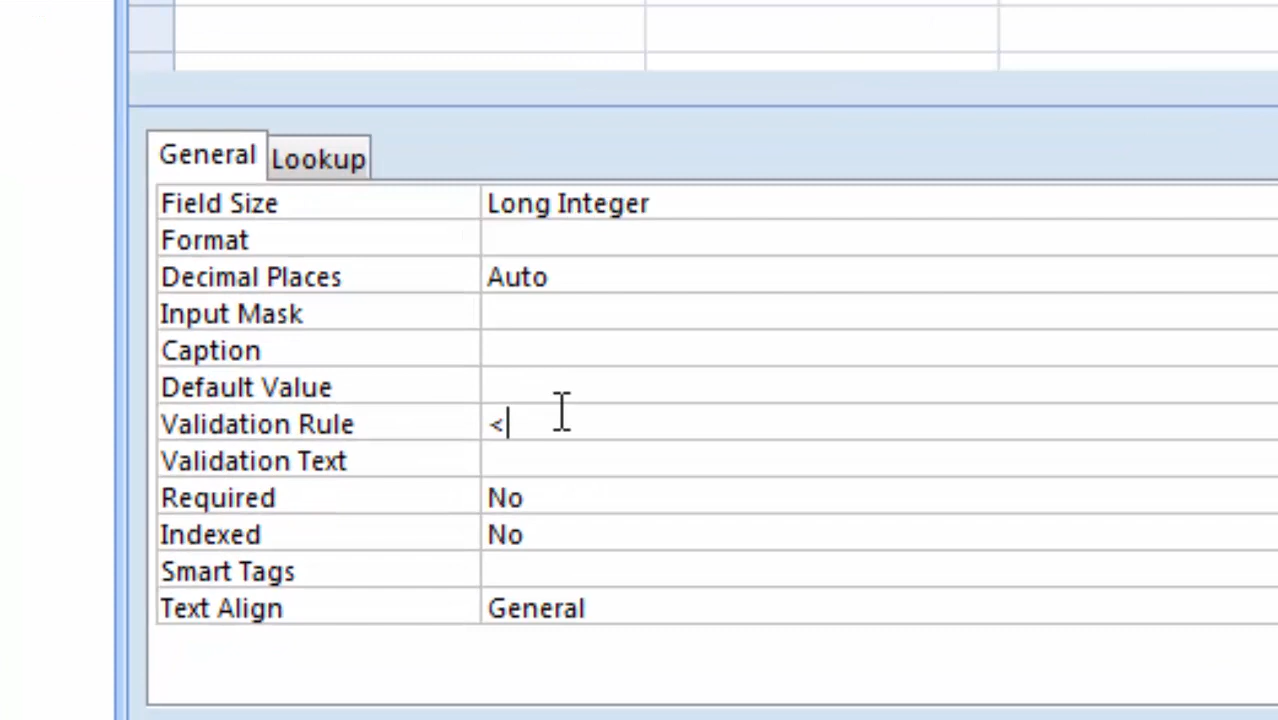 General Lookup
Field Size Long Integer
Format
Decimal Places Auto
Input Mask
Caption
Default Value
Validation Rule <
Validation Text
Required No
Indexed No
Smart Tags
Text Align General